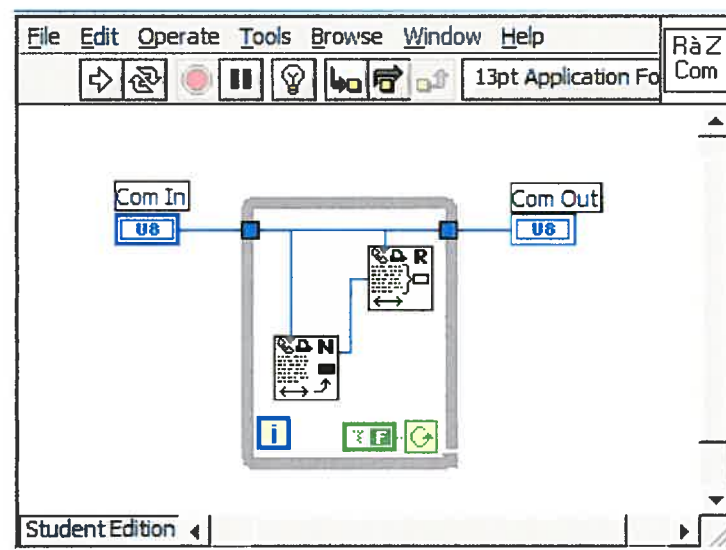 File Edit Operate Tools Browse Window Help
RàZ
Com
13pt Application Fo
Com In
U8
Com Out
U8
R
N
i
F
Student Edition